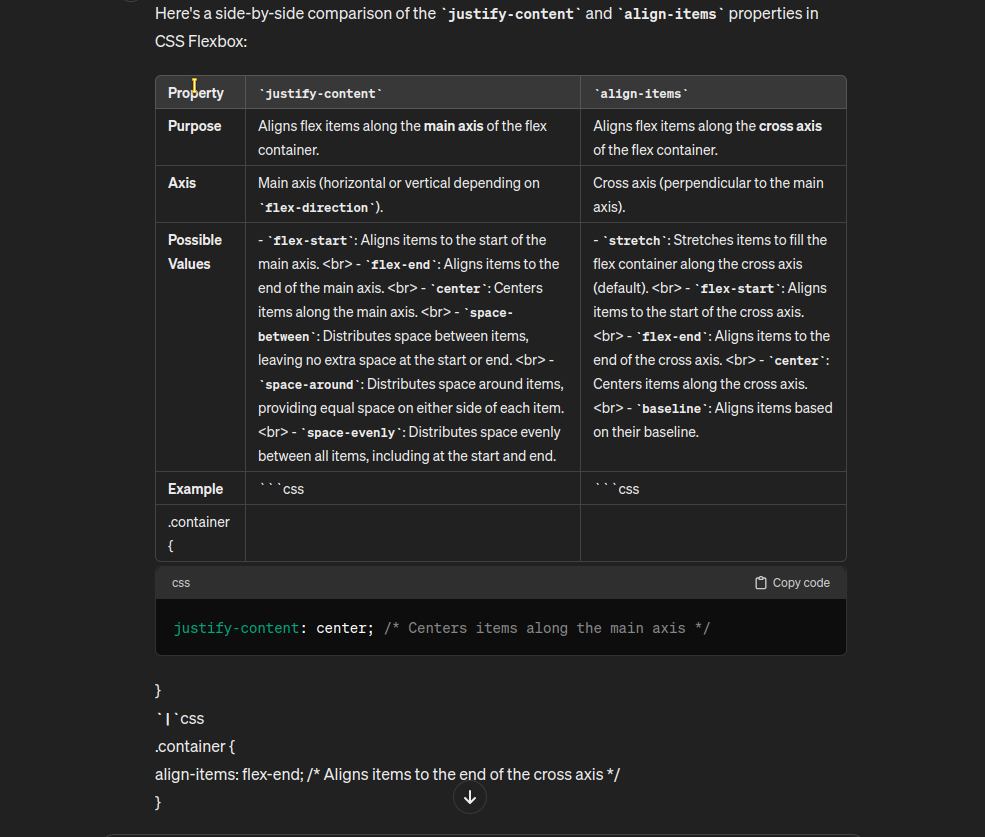 Here's a side-by-side comparison of the `justify-content` and `align-items` properties in
CSS Flexbox:
Property `justify-content` `align-items`
Purpose
Aligns flex items along the main axis of the flex
container.
Aligns flex items along the cross axis
of the flex container.
Axis
Main axis (horizontal or vertical depending on
`flex-direction`).
Cross axis (perpendicular to the main
axis).
Possible
Values
- `flex-start`: Aligns items to the start of the
main axis. <br> - `flex-end`: Aligns items to the
end of the main axis. <br> - `center`: Centers
items along the main axis. <br> - `space-
between`: Distributes space between items,
leaving no extra space at the start or end. <br> -
`space-around`: Distributes space around items,
providing equal space on either side of each item.
<br> - `space-evenly`: Distributes space evenly
between all items, including at the start and end.
- `stretch`: Stretches items to fill the
flex container along the cross axis
(default). <br> - `flex-start`: Aligns
items to the start of the cross axis.
<br> - `flex-end`: Aligns items to the
end of the cross axis. <br> - `center`:
Centers items along the cross axis.
<br> - `baseline`: Aligns items based
on their baseline.
Example ```css ```css
.container
{
css Copy code
justify-content: center; /* Centers items along the main axis */
}
`|`css
.container {
align-items: flex-end; /* Aligns items to the end of the cross axis */
}